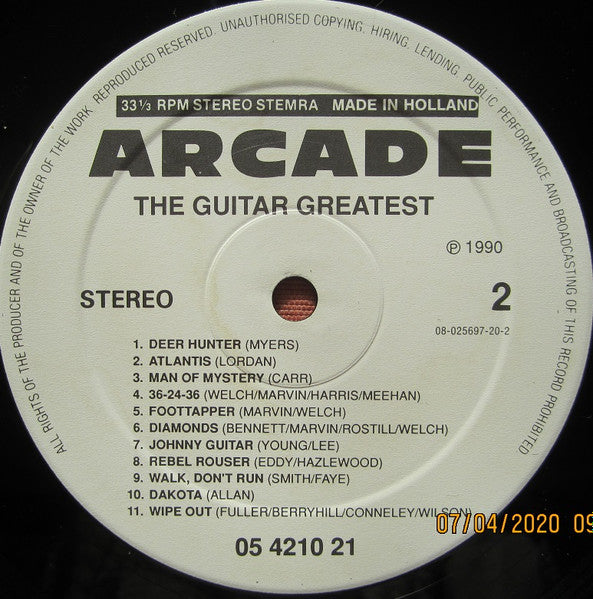 ALL RIGHTS OF THE PRODUCER AND OF THE OWNER OF THE WORK REPRODUCED RESERVED. UNAUTHORISED COPYING, HIRING, LENDING, PUBLIC PERFORMANCE AND BROADCASTING OF THIS RECORD PROHIBITED
33 1/3 RPM STEREO STEMRA MADE IN HOLLAND
ARCADE
THE GUITAR GREATEST
℗ 1990
STEREO 2
08-025697-20-2
1. DEER HUNTER (MYERS)
2. ATLANTIS (LORDAN)
3. MAN OF MYSTERY (CARR)
4. 36-24-36 (WELCH/MARVIN/HARRIS/MEEHAN)
5. FOOTTAPPER (MARVIN/WELCH)
6. DIAMONDS (BENNETT/MARVIN/ROSTILL/WELCH)
7. JOHNNY GUITAR (YOUNG/LEE)
8. REBEL ROUSER (EDDY/HAZLEWOOD)
9. WALK, DON'T RUN (SMITH/FAYE)
10. DAKOTA (ALLAN)
11. WIPE OUT (FULLER/BERRYHILL/CONNELEY/WILSON)
07/04/2020 09
05 4210 21